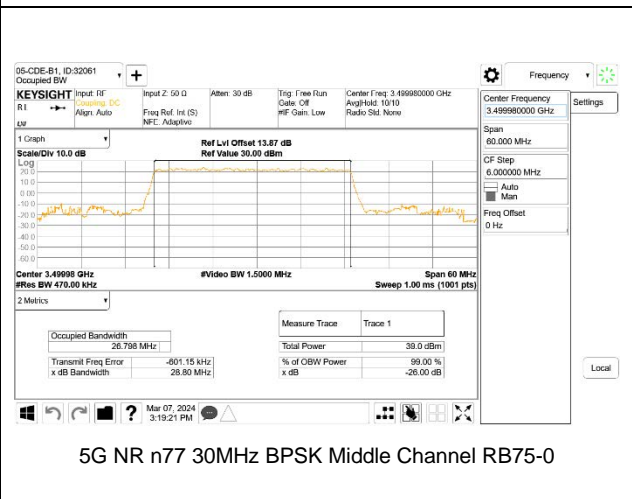 05-CDE-B1, ID:32061
Occupied BW
Frequency
KEYSIGHT
Input: RF
Input Z: 50 Ω
Atten: 30 dB
Trig: Free Run
Center Freq: 3.499980000 GHz
Coupling: DC
Gate: Off
Avg|Hold: 10/10
Align: Auto
Freq Ref: Int (S)
#IF Gain: Low
Radio Std: None
NFE: Adaptive
Center Frequency
3.499980000 GHz
Settings
Span
60.000 MHz
CF Step
6.000000 MHz
Auto
Man
Freq Offset
0 Hz
1 Graph
Ref Lvl Offset 13.87 dB
Scale/Div 10.0 dB
Ref Value 30.00 dBm
Log
20.0
10.0
0.00
-10.0
-20.0
-30.0
-40.0
-50.0
-60.0
Center 3.49998 GHz
#Video BW 1.5000 MHz
Span 60 MHz
#Res BW 470.00 kHz
Sweep 1.00 ms (1001 pts)
2 Metrics
Measure Trace
Trace 1
Occupied Bandwidth
26.798 MHz
Total Power
39.0 dBm
Transmit Freq Error
-601.15 kHz
% of OBW Power
99.00 %
x dB Bandwidth
28.80 MHz
x dB
-26.00 dB
Local
?
Mar 07, 2024
3:19:21 PM
5G NR n77 30MHz BPSK Middle Channel RB75-0